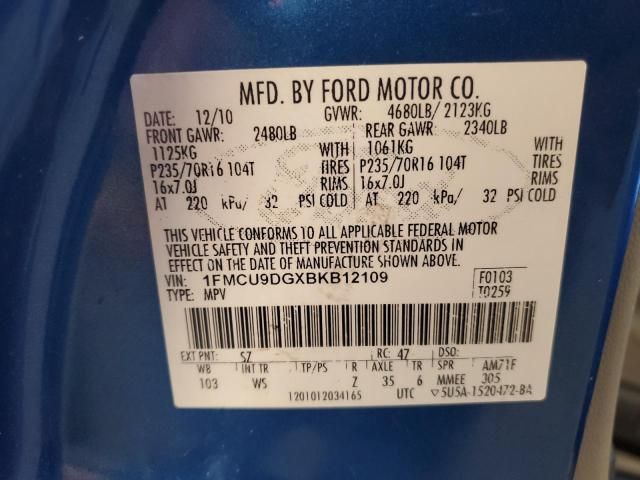 MFD. BY FORD MOTOR CO.
DATE: 12/10 GVWR: 4680LB/ 2123KG
FRONT GAWR: 2480LB REAR GAWR: 2340LB
1125KG WITH 1061KG WITH
P235/70R16 104T TIRES P235/70R16 104T TIRES
16x7.0J RIMS 16x7.0J RIMS
AT 220 kPa/ 32 PSI COLD AT 220 kPa/ 32 PSI COLD
THIS VEHICLE CONFORMS TO ALL APPLICABLE FEDERAL MOTOR
VEHICLE SAFETY AND THEFT PREVENTION STANDARDS IN
EFFECT ON THE DATE OF MANUFACTURE SHOWN ABOVE.
VIN: 1FMCU9DGXBKB12109 F0103
TYPE: MPV T0259
EXT PNT: SZ RC: 47 DSO:
WB INT TR TP/PS R AXLE TR SPR AM71F
103 WS Z 35 6 MMEE 305
1201012034165 UTC ▽5U5A-1520472-BA